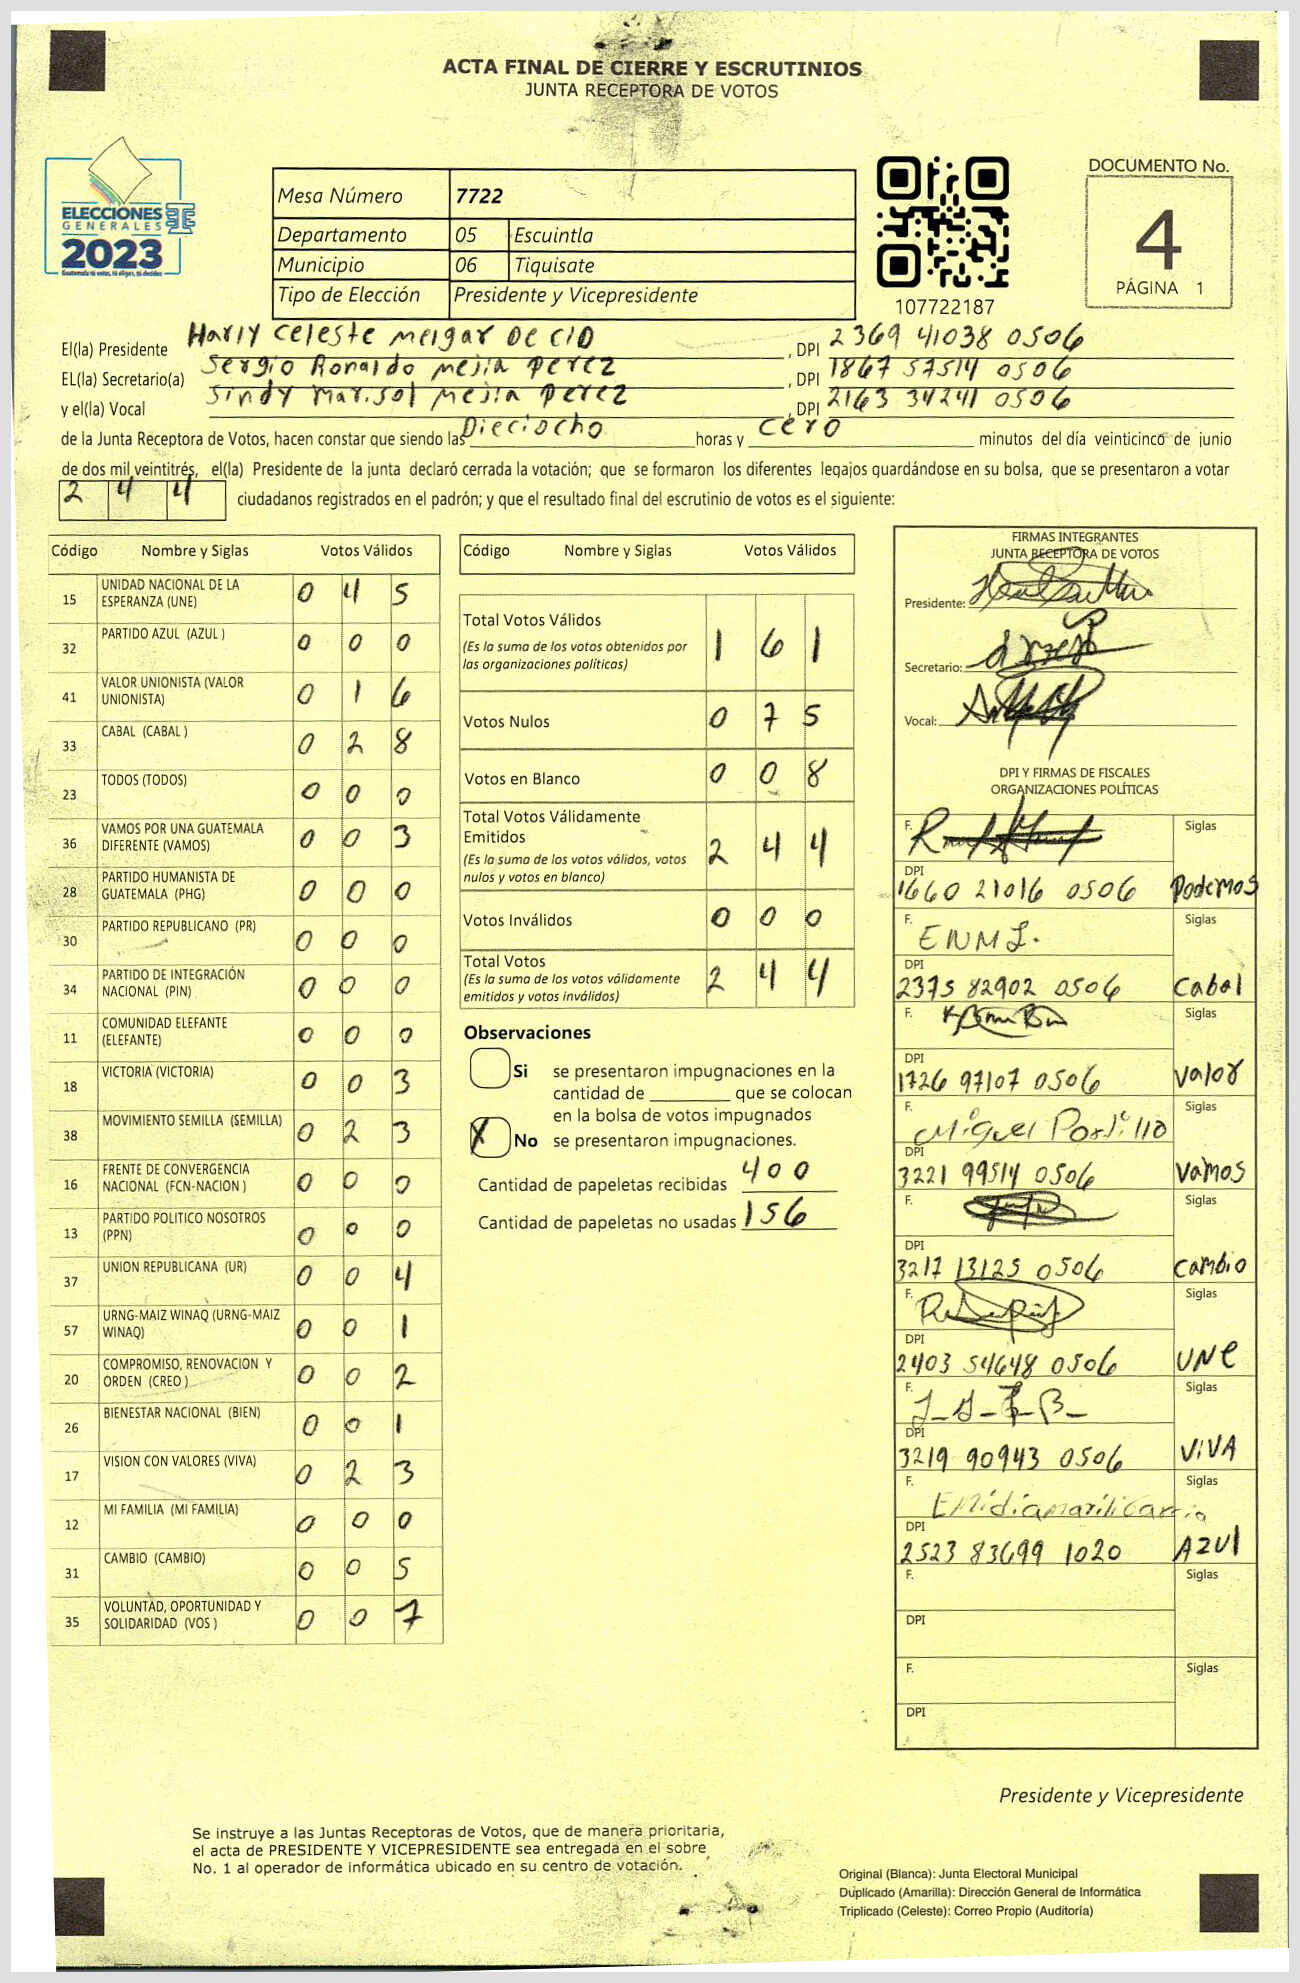 ACTA FINAL DE CIERRE Y ESCRUTINIOS
JUNTA RECEPTORA DE VOTOS
ELECCIONES
GENERALES
2023
Guatemala tú votas, tú eliges, tú decides
Mesa Número 7722
Departamento 05 Escuintla
Municipio 06 Tiquisate
Tipo de Elección Presidente y Vicepresidente
107722187
DOCUMENTO No.
4
PÁGINA 1
El(la) Presidente Harly Celeste Melgar De Cid , DPI 2369 41038 0506
EL(la) Secretario(a) Sergio Ronaldo Mejia Perez , DPI 1867 57514 0506
y el(la) Vocal Sindy Marisol Mejia Perez , DPI 2163 34241 0506
de la Junta Receptora de Votos, hacen constar que siendo las Dieciocho horas y cero minutos del día veinticinco de junio
de dos mil veintitrés, el(la) Presidente de la junta declaró cerrada la votación; que se formaron los diferentes legajos guardándose en su bolsa, que se presentaron a votar
2 4 4 ciudadanos registrados en el padrón; y que el resultado final del escrutinio de votos es el siguiente:
Código Nombre y Siglas Votos Válidos
15 UNIDAD NACIONAL DE LA ESPERANZA (UNE) 0 4 5
32 PARTIDO AZUL (AZUL ) 0 0 0
41 VALOR UNIONISTA (VALOR UNIONISTA) 0 1 6
33 CABAL (CABAL ) 0 2 8
23 TODOS (TODOS) 0 0 0
36 VAMOS POR UNA GUATEMALA DIFERENTE (VAMOS) 0 0 3
28 PARTIDO HUMANISTA DE GUATEMALA (PHG) 0 0 0
30 PARTIDO REPUBLICANO (PR) 0 0 0
34 PARTIDO DE INTEGRACIÓN NACIONAL (PIN) 0 0 0
11 COMUNIDAD ELEFANTE (ELEFANTE) 0 0 0
18 VICTORIA (VICTORIA) 0 0 3
38 MOVIMIENTO SEMILLA (SEMILLA) 0 2 3
16 FRENTE DE CONVERGENCIA NACIONAL (FCN-NACION ) 0 0 0
13 PARTIDO POLITICO NOSOTROS (PPN) 0 0 0
37 UNION REPUBLICANA (UR) 0 0 4
57 URNG-MAIZ WINAQ (URNG-MAIZ WINAQ) 0 0 1
20 COMPROMISO, RENOVACION Y ORDEN (CREO ) 0 0 2
26 BIENESTAR NACIONAL (BIEN) 0 0 1
17 VISION CON VALORES (VIVA) 0 2 3
12 MI FAMILIA (MI FAMILIA) 0 0 0
31 CAMBIO (CAMBIO) 0 0 5
35 VOLUNTAD, OPORTUNIDAD Y SOLIDARIDAD (VOS ) 0 0 7
Código Nombre y Siglas Votos Válidos
Total Votos Válidos 1 6 1
(Es la suma de los votos obtenidos por
las organizaciones políticas)
Votos Nulos 0 7 5
Votos en Blanco 0 0 8
Total Votos Válidamente
Emitidos 2 4 4
(Es la suma de los votos válidos, votos
nulos y votos en blanco)
Votos Inválidos 0 0 0
Total Votos 2 4 4
(Es la suma de los votos válidamente
emitidos y votos inválidos)
Observaciones
Si se presentaron impugnaciones en la
cantidad de ________ que se colocan
en la bolsa de votos impugnados
X No se presentaron impugnaciones.
Cantidad de papeletas recibidas 400
Cantidad de papeletas no usadas 156
FIRMAS INTEGRANTES
JUNTA RECEPTORA DE VOTOS
Presidente:
Secretario:
Vocal:
DPI Y FIRMAS DE FISCALES
ORGANIZACIONES POLÍTICAS
F. Siglas
DPI
1660 21016 0506 Podemos
F. ENML. Siglas
DPI
2375 82902 0506 Cabal
F. Siglas
DPI
1726 97107 0506 Valor
F. Miguel Portillo Siglas
DPI
3221 99514 0506 Vamos
F. Siglas
DPI
3217 13125 0506 Cambio
F. Siglas
DPI
2403 54648 0506 UNE
F. Siglas
DPI
3219 90943 0506 VIVA
F. Siglas
DPI
2523 83699 1020 AZUl
F. Siglas
DPI
F. Siglas
DPI
Presidente y Vicepresidente
Se instruye a las Juntas Receptoras de Votos, que de manera prioritaria,
el acta de PRESIDENTE Y VICEPRESIDENTE sea entregada en el sobre
No. 1 al operador de informática ubicado en su centro de votación.
Original (Blanca): Junta Electoral Municipal
Duplicado (Amarilla): Dirección General de Informática
Triplicado (Celeste): Correo Propio (Auditoría)